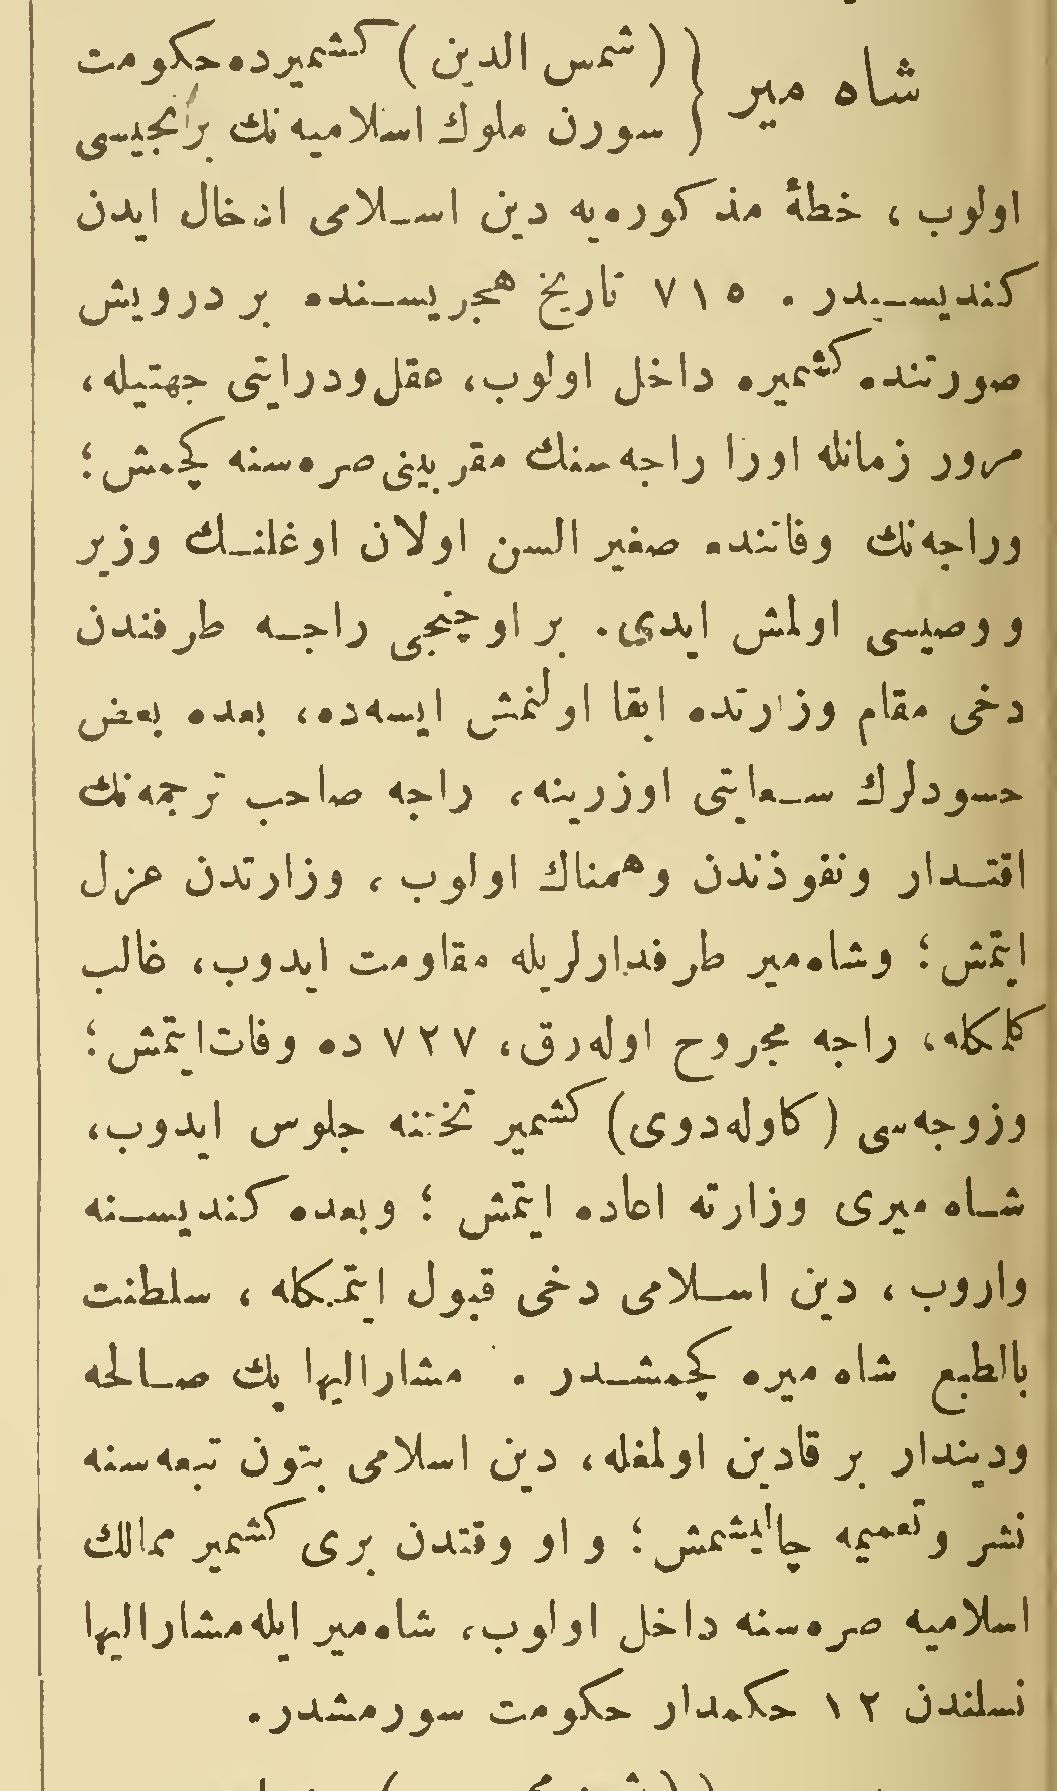 شاه میر { (شمس الدین) کشمیرده حکومت
سورن ملوك اسلامیه‌نك برنجیسی
اولوب ، خطهٔ مذکوره‌یه دین اسلامی ادخال ایدن
کندیسیدر . ٧١٥ تاریخ هجریسنده بر درویش
صورتنده کشمیره داخل اولوب، عقل ودرایتی جهتیله،
مرور زمانله اورا راجه‌سنك مقربینی صره‌سنه کچمش؛
وراجه‌نك وفاتنده صغیر السن اولان اوغلنك وزیر
ووصیسی اولمش ایدی. بر اوچنجی راجه طرفندن
دخی مقام وزارتده ابقا اولنمش ایسه‌ده، بعده بعض
حسودلرك سعایتی اوزرینه، راجه صاحب ترجمه‌نك
اقتدار ونفوذندن وهمناك اولوب ، وزارتدن عزل
ایتمش؛ وشاه‌میر طرفدارلریله مقاومت ایدوب، غالب
کلمکله، راجه مجروح اوله‌رق، ٧٢٧ ده وفات‌ایتمش؛
وزوجه‌سی (کاوله‌دوی) کشمیر تختنه جلوس ایدوب،
شاه میری وزارته اعاده ایتمش ؛ وبعده کندیسنه
واروب ، دین اسلامی دخی قبول ایتمکله ، سلطنت
بالطبع شاه میره کچمشدر . مشارالیها پك صالحه
ودیندار بر قادین اولمغله، دین اسلامی بتون تبعه‌سنه
نشر وتعمیمه چالیشمش؛ و او وقتدن بری کشمیر ممالك
اسلامیه صره‌سنه داخل اولوب، شاه‌میر ایله مشارالیها
نسلندن ١٢ حکمدار حکومت سورمشدر.